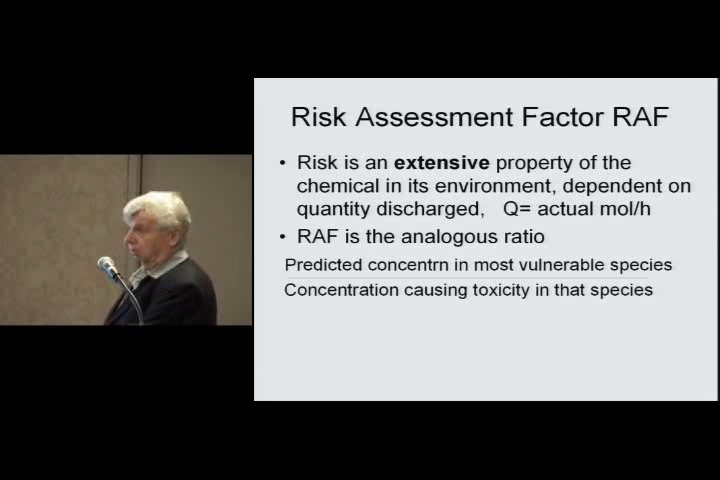 Risk Assessment Factor RAF
• Risk is an extensive property of the
chemical in its environment, dependent on
quantity discharged, Q= actual mol/h
• RAF is the analogous ratio
Predicted concentrn in most vulnerable species
Concentration causing toxicity in that species